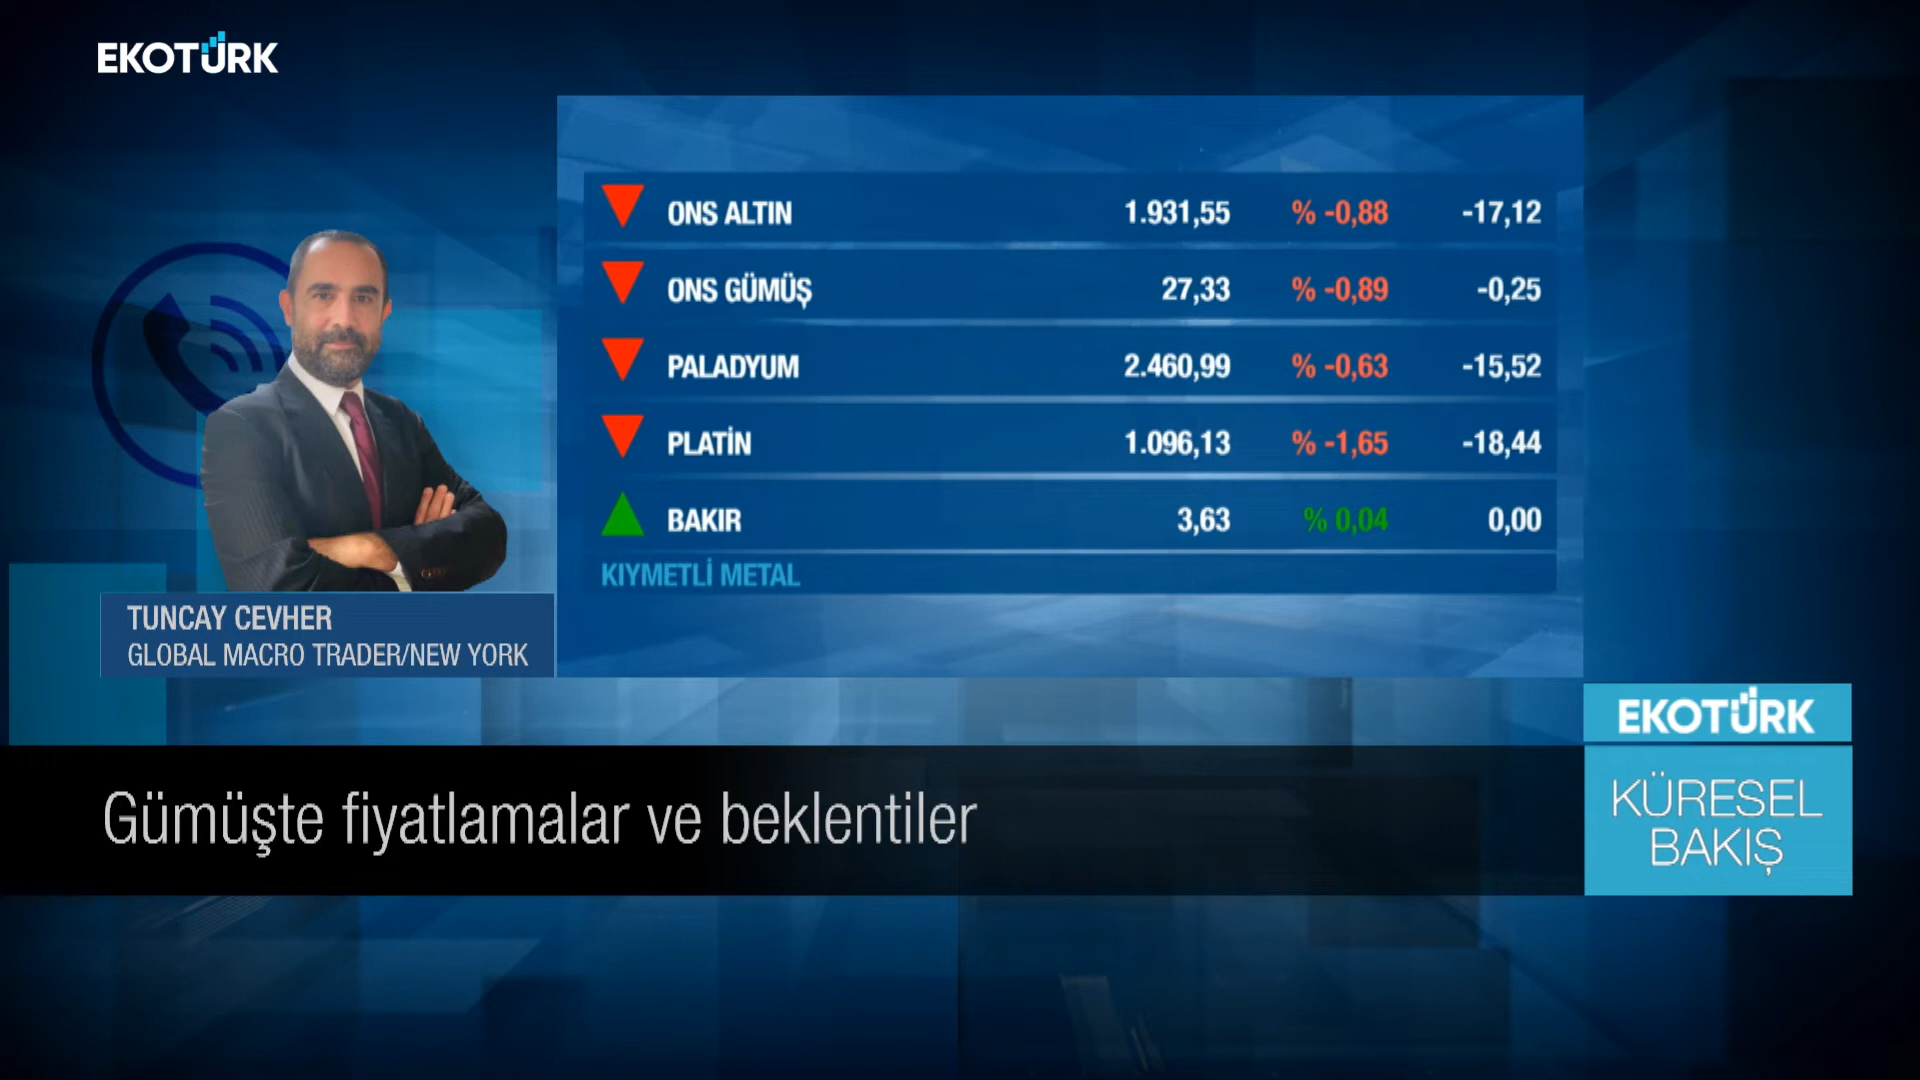 EKOTÜRK
ONS ALTIN 1.931,55 % -0,88 -17,12
ONS GÜMÜŞ 27,33 % -0,89 -0,25
PALADYUM 2.460,99 % -0,63 -15,52
PLATİN 1.096,13 % -1,65 -18,44
BAKIR 3,63 % 0,04 0,00
KIYMETLİ METAL
TUNCAY CEVHER
GLOBAL MACRO TRADER/NEW YORK
EKOTÜRK
KÜRESEL
BAKIŞ
Gümüşte fiyatlamalar ve beklentiler